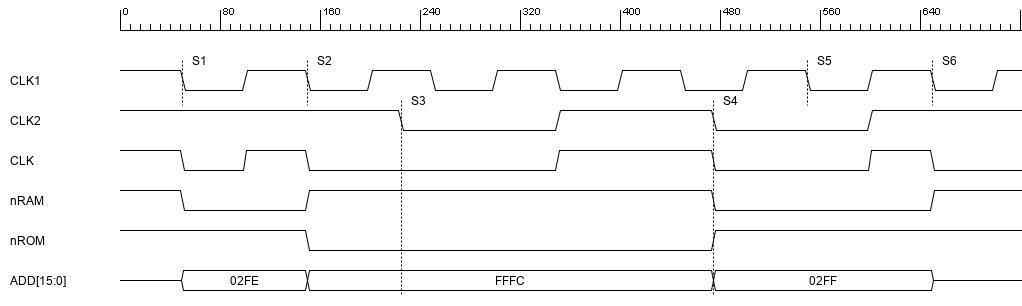 0 80 160 240 320 400 480 560 640
S1 S2 S5 S6
CLK1
S3 S4
CLK2
CLK
nRAM
nROM
ADD[15:0] 02FE FFFC 02FF